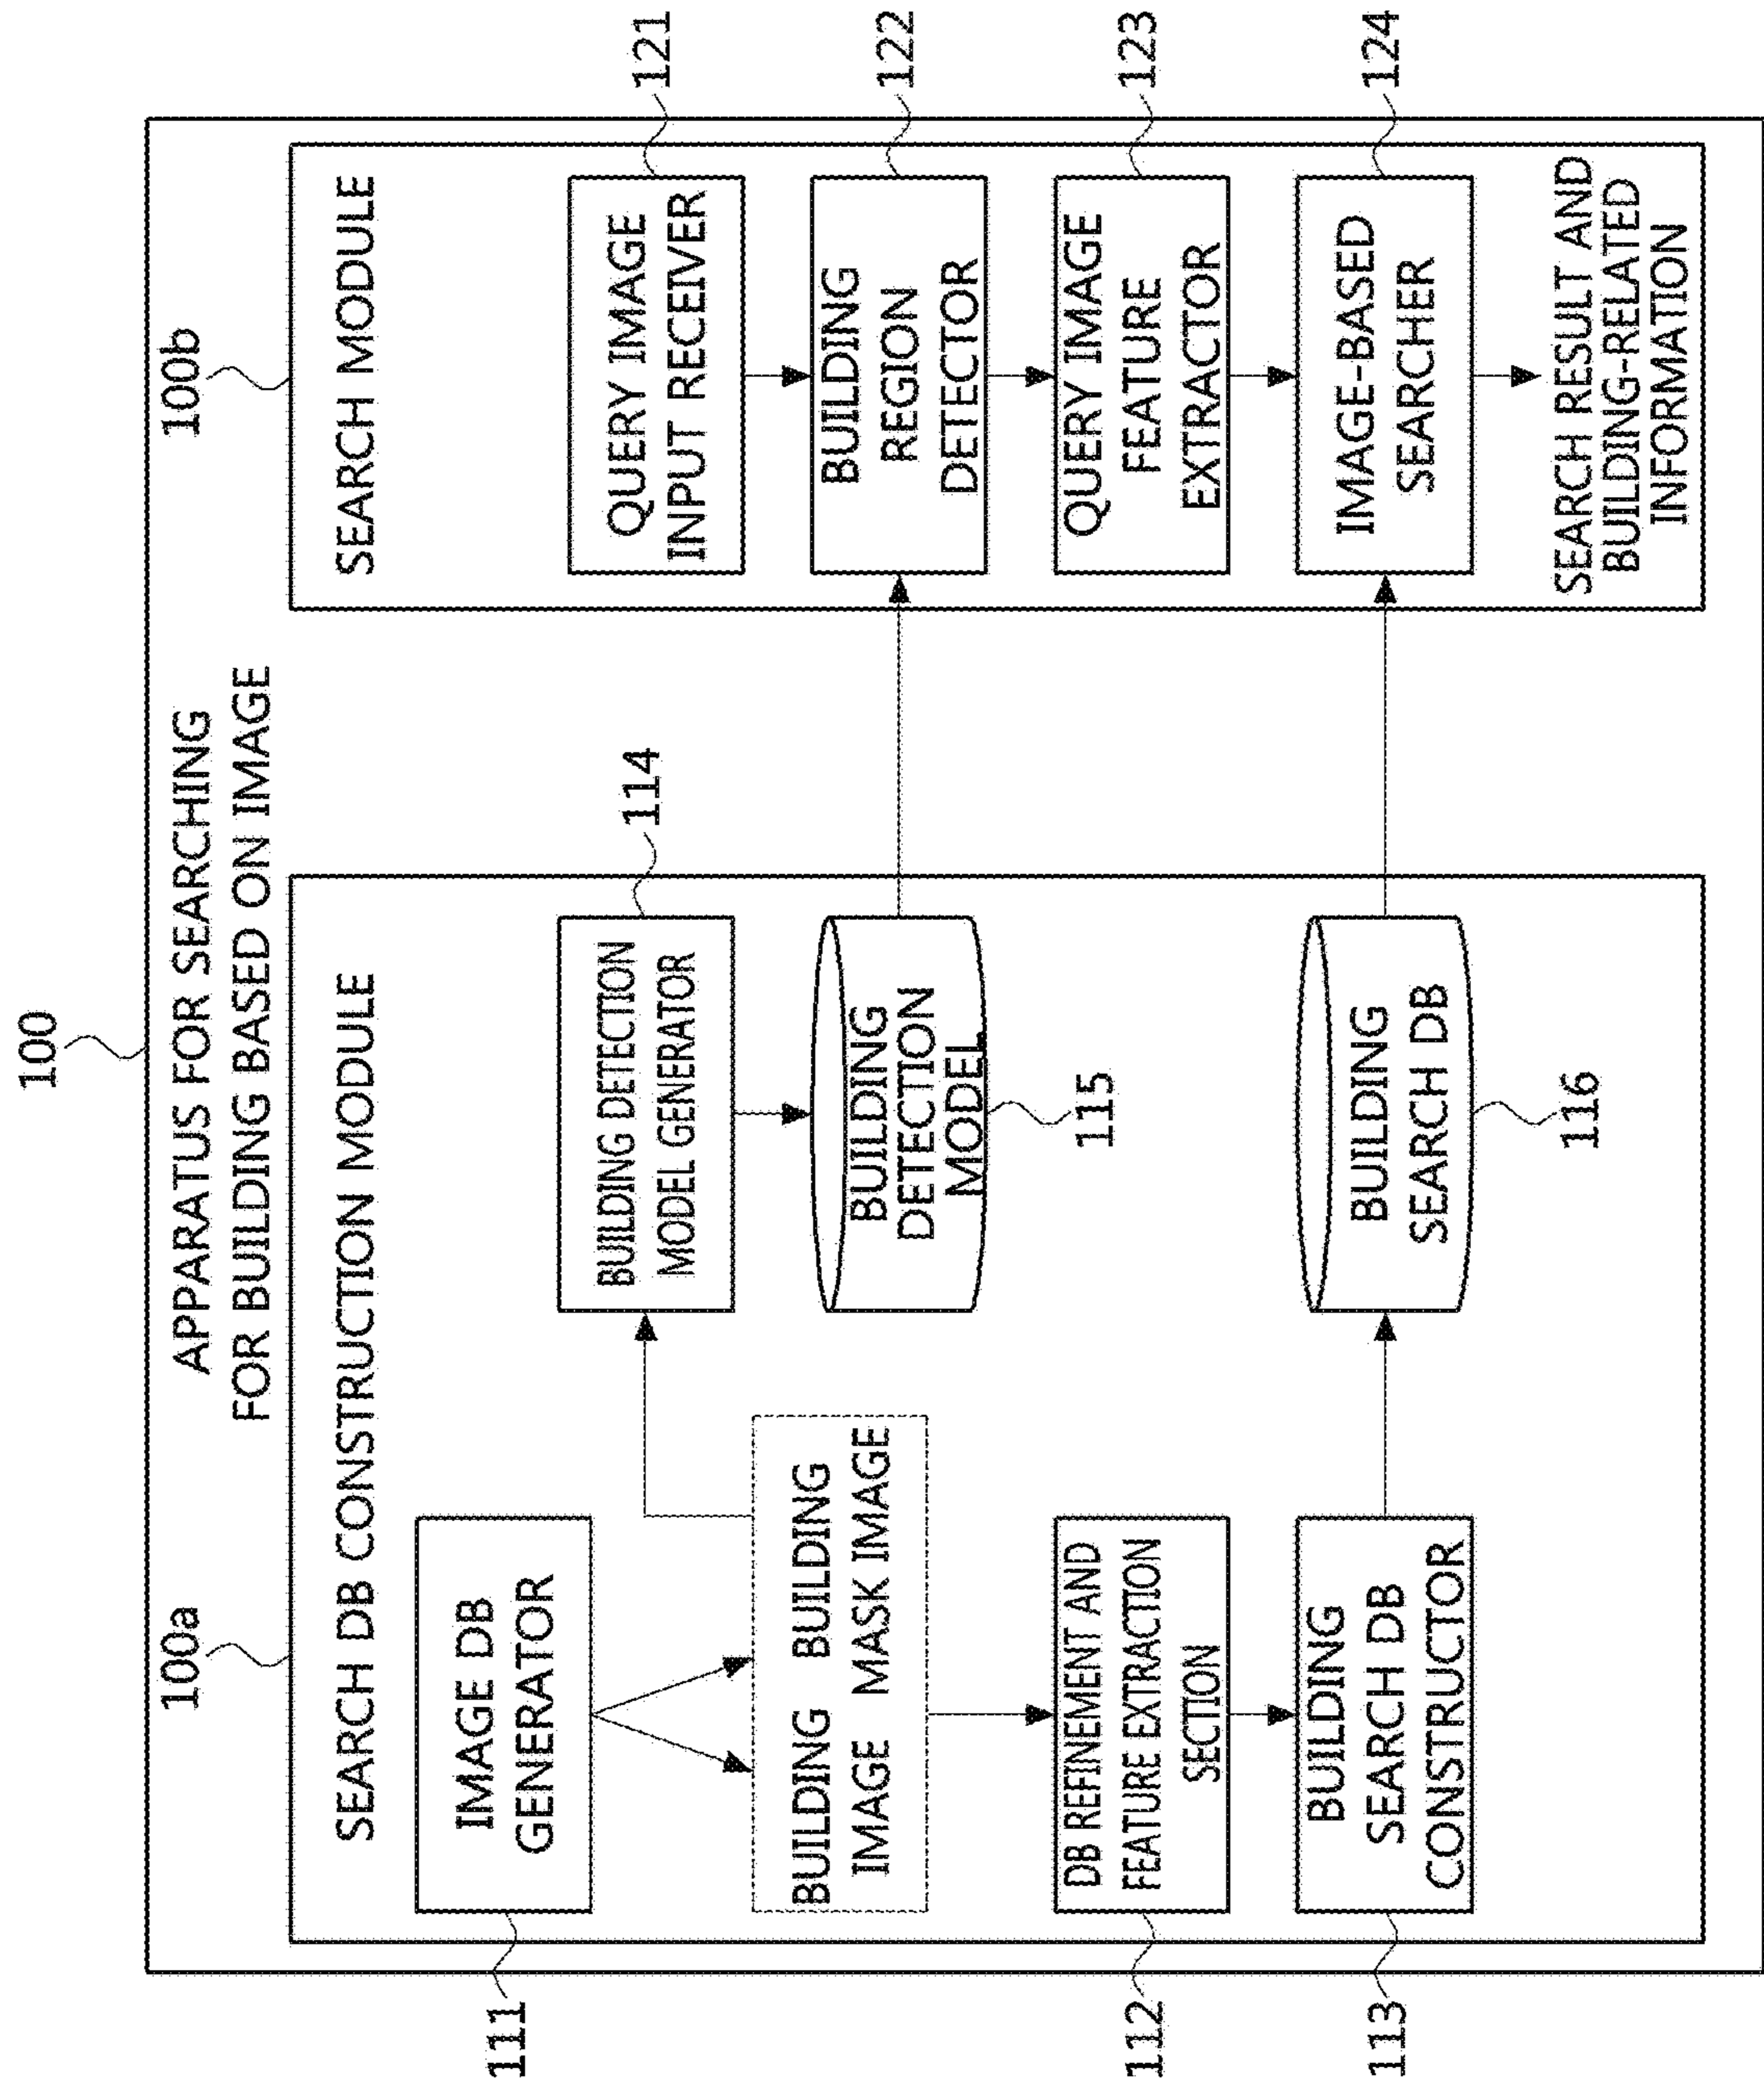 100
APPARATUS FOR SEARCHING
FOR BUILDING BASED ON IMAGE
100a
SEARCH DB CONSTRUCTION MODULE
111
IMAGE DB
GENERATOR
BUILDING
IMAGE
BUILDING
MASK IMAGE
112
DB REFINEMENT AND
FEATURE EXTRACTION
SECTION
113
BUILDING
SEARCH DB
CONSTRUCTOR
114
BUILDING DETECTION
MODEL GENERATOR
BUILDING
DETECTION
MODEL
115
BUILDING
SEARCH DB
116
100b
SEARCH MODULE
QUERY IMAGE
INPUT RECEIVER
121
BUILDING
REGION
DETECTOR
122
QUERY IMAGE
FEATURE
EXTRACTOR
123
IMAGE-BASED
SEARCHER
124
SEARCH RESULT AND
BUILDING-RELATED
INFORMATION